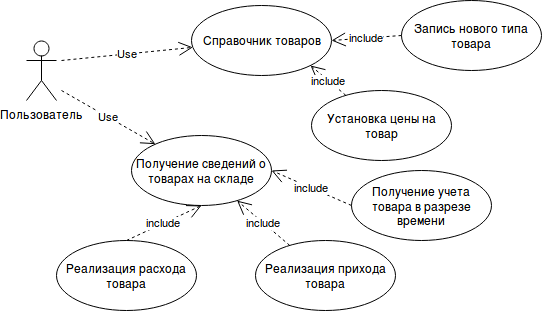 Запись нового типа
товара
include
Справочник товаров
Use
include
Пользователь
Use
Установка цены на
товар
Получение сведений о
товарах на складе
include
Получение учета
товара в разрезе
времени
include
include
Реализация расхода
товара
Реализация прихода
товара